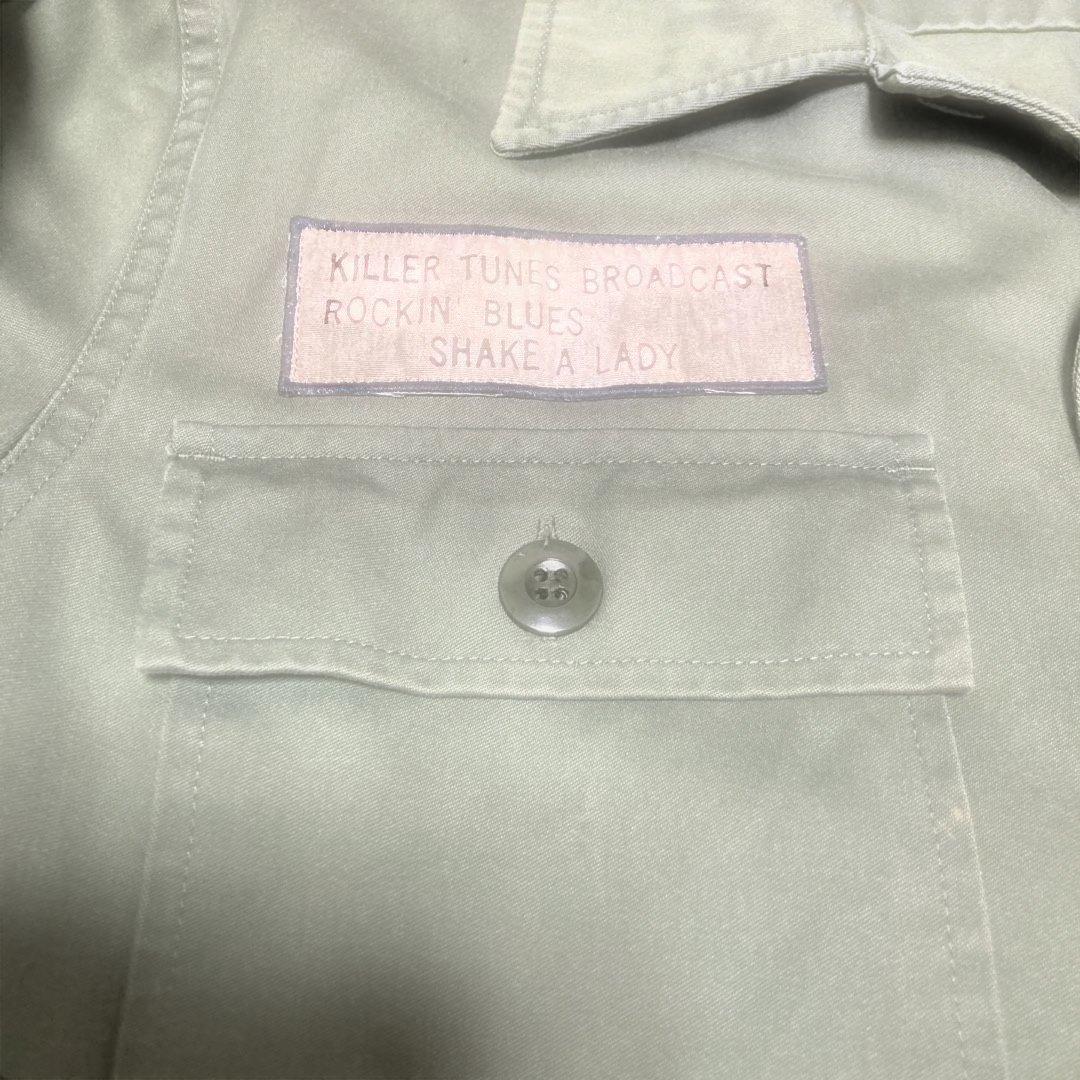 KILLER TUNES BROADCAST
ROCKIN' BLUES
SHAKE A LADY